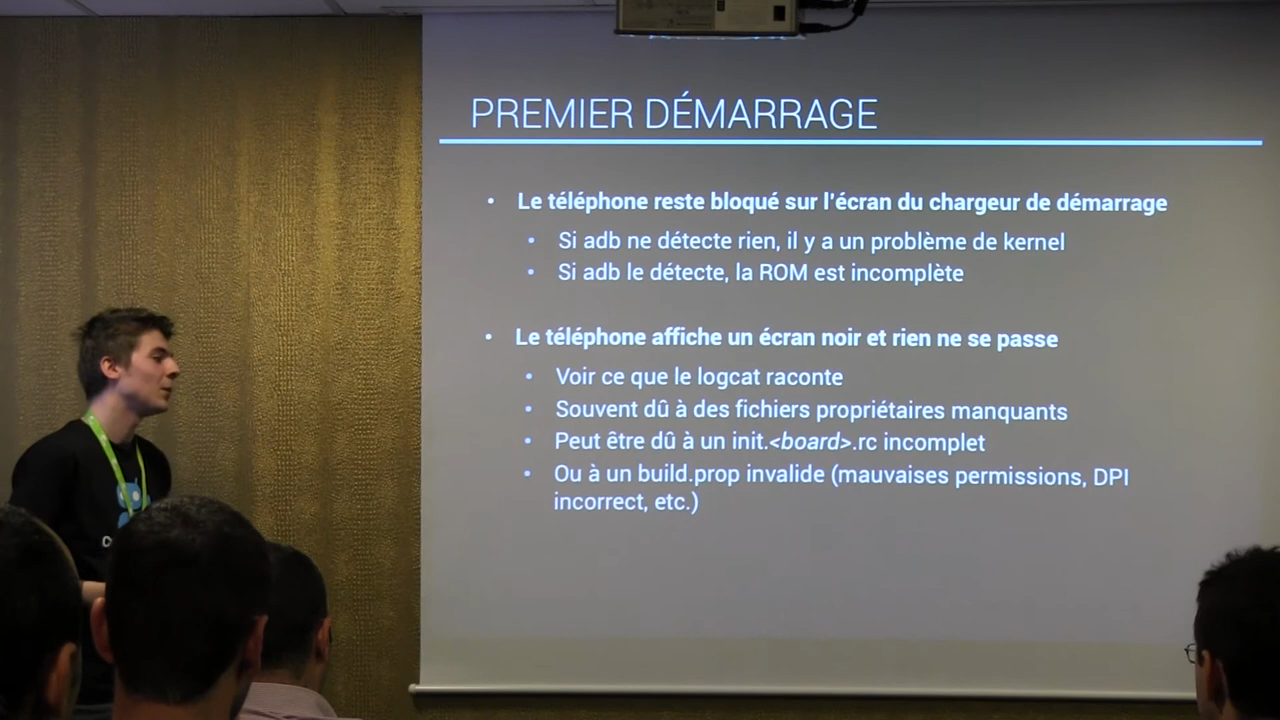 PREMIER DÉMARRAGE
• Le téléphone reste bloqué sur l'écran du chargeur de démarrage
• Si adb ne détecte rien, il y a un problème de kernel
• Si adb le détecte, la ROM est incomplète
• Le téléphone affiche un écran noir et rien ne se passe
• Voir ce que le logcat raconte
• Souvent dû à des fichiers propriétaires manquants
• Peut être dû à un init.<board>.rc incomplet
• Ou à un build.prop invalide (mauvaises permissions, DPI
incorrect, etc.)